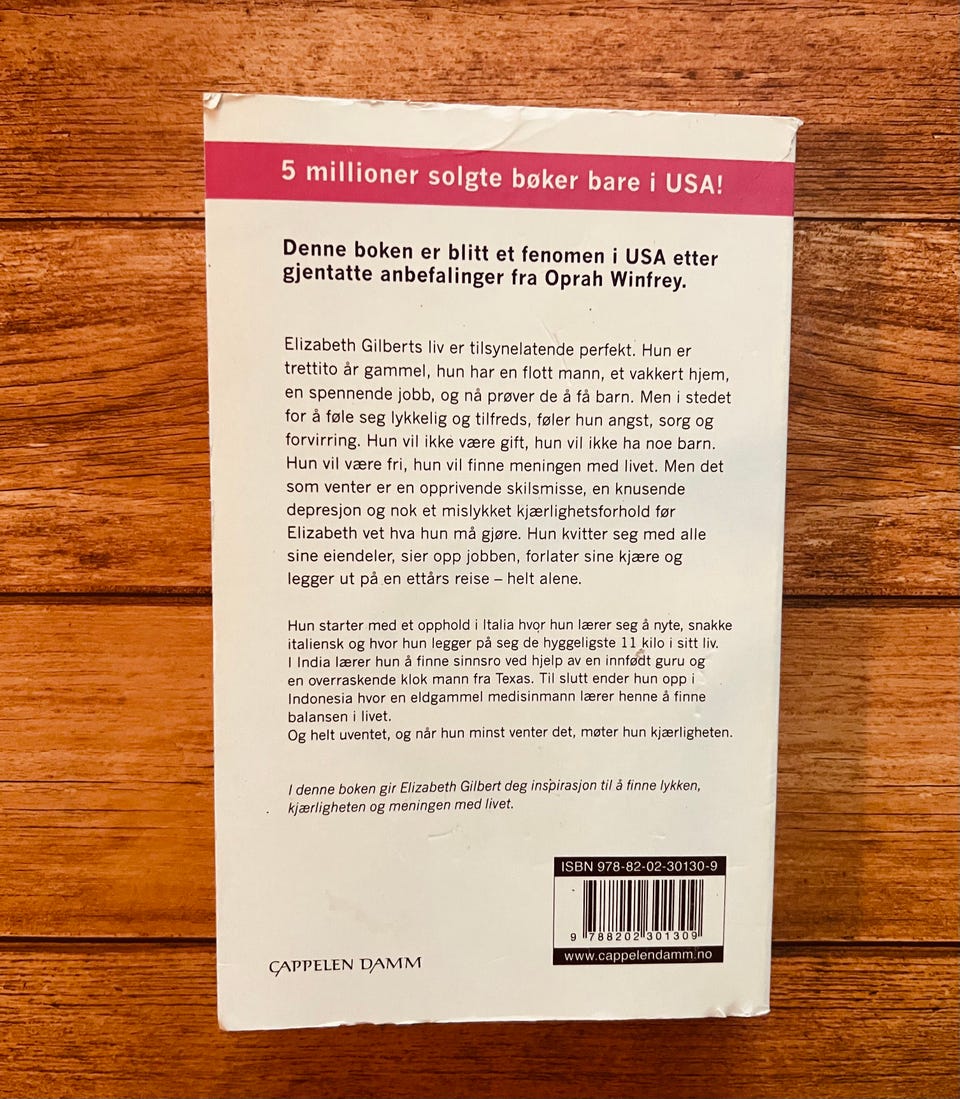 5 millioner solgte bøker bare i USA!
Denne boken er blitt et fenomen i USA etter
gjentatte anbefalinger fra Oprah Winfrey.
Elizabeth Gilberts liv er tilsynelatende perfekt. Hun er
trettito år gammel, hun har en flott mann, et vakkert hjem,
en spennende jobb, og nå prøver de å få barn. Men i stedet
for å føle seg lykkelig og tilfreds, føler hun angst, sorg og
forvirring. Hun vil ikke være gift, hun vil ikke ha noe barn.
Hun vil være fri, hun vil finne meningen med livet. Men det
som venter er en opprivende skilsmisse, en knusende
depresjon og nok et mislykket kjærlighetsforhold før
Elizabeth vet hva hun må gjøre. Hun kvitter seg med alle
sine eiendeler, sier opp jobben, forlater sine kjære og
legger ut på en ettårs reise – helt alene.
Hun starter med et opphold i Italia hvor hun lærer seg å nyte, snakke
italiensk og hvor hun legger på seg de hyggeligste 11 kilo i sitt liv.
I India lærer hun å finne sinnsro ved hjelp av en innfødt guru og
en overraskende klok mann fra Texas. Til slutt ender hun opp i
Indonesia hvor en eldgammel medisinmann lærer henne å finne
balansen i livet.
Og helt uventet, og når hun minst venter det, møter hun kjærligheten.
I denne boken gir Elizabeth Gilbert deg inspirasjon til å finne lykken,
kjærligheten og meningen med livet.
ISBN 978-82-02-30130-9
9 788202 301309
www.cappelendamm.no
CAPPELEN DAMM